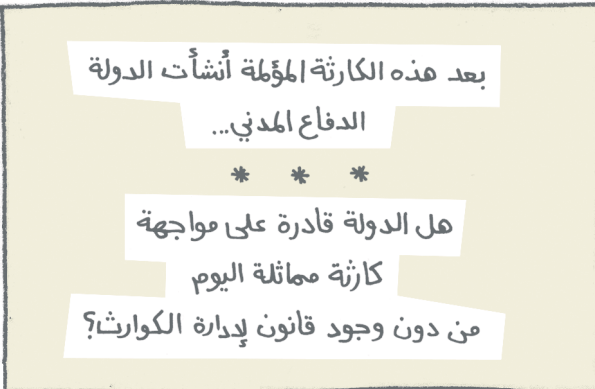 بعد هذه الكارثة المؤلمة أنشأت الدولة
الدفاع المدني...
* * *
هل الدولة قادرة على مواجهة
كارثة مماثلة اليوم
من دون وجود قانون لإدارة الكوارث؟